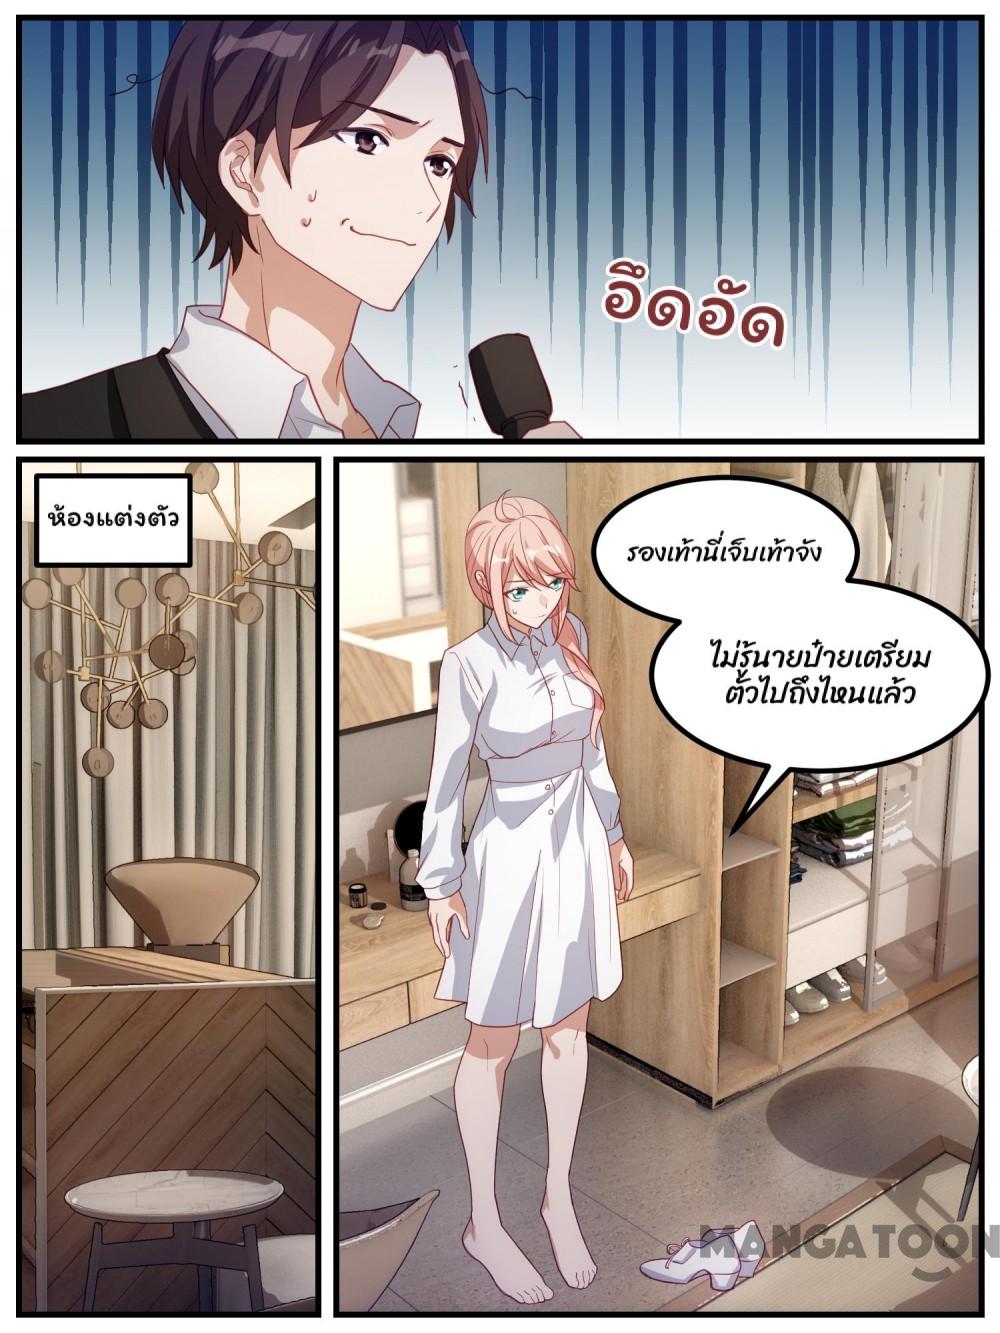 อึดอัด
ห้องแต่งตัว
รองเท้านี่เจ็บเท้าจัง
ไม่รู้นายป๋ายเตรียม
ตัวไปถึงไหนแล้ว
MANGATOON